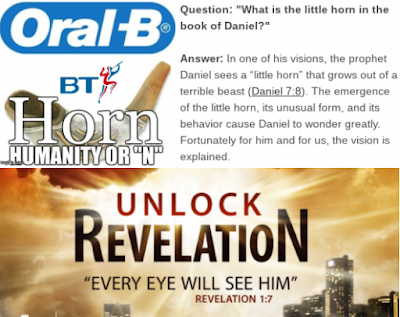 Oral-B
BT
Horn
HUMANITY OR "N"
Question: "What is the little horn in the
book of Daniel?"
Answer: In one of his visions, the prophet
Daniel sees a “little horn” that grows out of a
terrible beast (Daniel 7:8). The emergence
of the little horn, its unusual form, and its
behavior cause Daniel to wonder greatly.
Fortunately for him and for us, the vision is
explained.
UNLOCK
REVELATION
“EVERY EYE WILL SEE HIM”
REVELATION 1:7